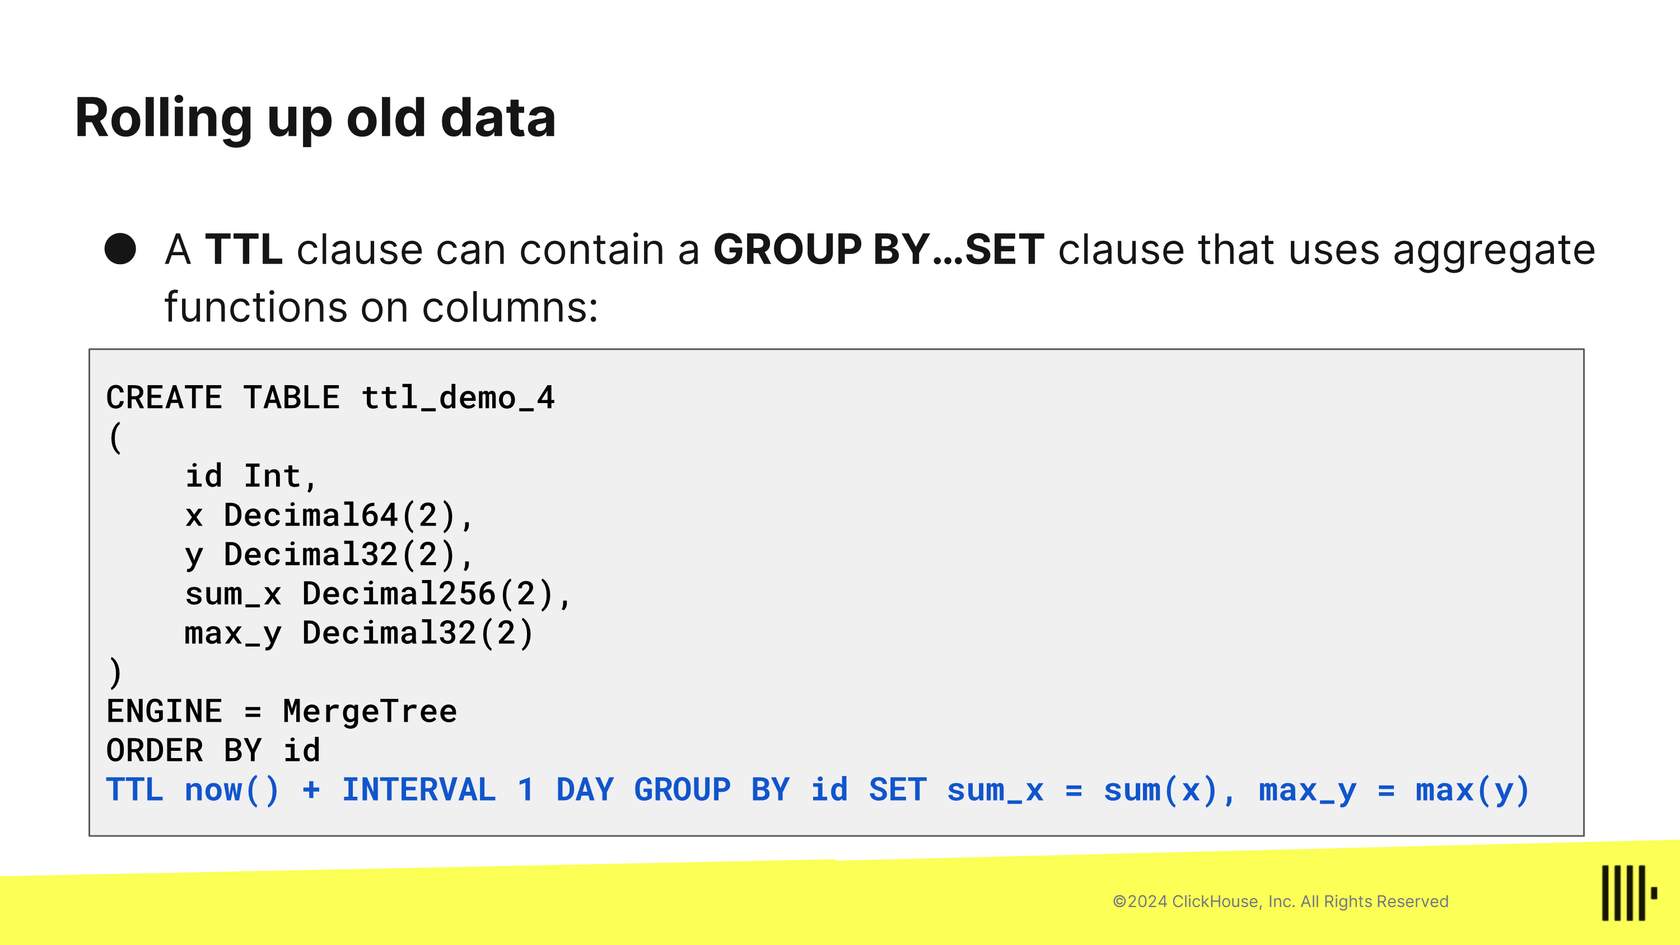 Rolling up old data
● A TTL clause can contain a GROUP BY...SET clause that uses aggregate
functions on columns:
CREATE TABLE ttl_demo_4
(
    id Int,
    x Decimal64(2),
    y Decimal32(2),
    sum_x Decimal256(2),
    max_y Decimal32(2)
)
ENGINE = MergeTree
ORDER BY id
TTL now() + INTERVAL 1 DAY GROUP BY id SET sum_x = sum(x), max_y = max(y)
©2024 ClickHouse, Inc. All Rights Reserved